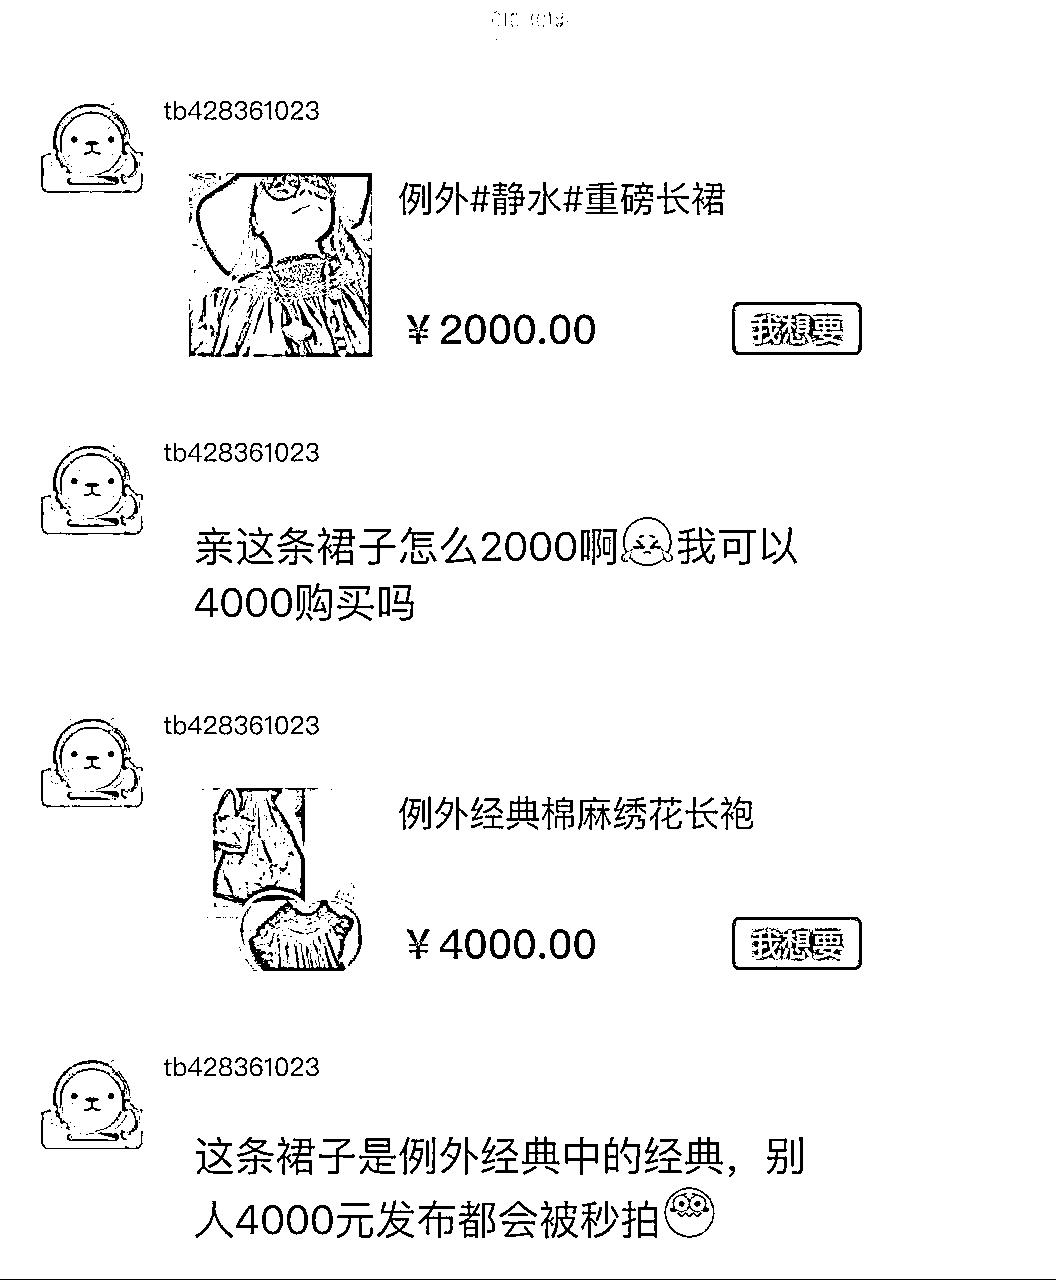 tb428361023
例外#静水#重磅长裙
¥2000.00
我想要
tb428361023
亲这条裙子怎么2000啊我可以
4000购买吗
tb428361023
例外经典棉麻绣花长袍
¥4000.00
我想要
tb428361023
这条裙子是例外经典中的经典，别
人4000元发布都会被秒拍